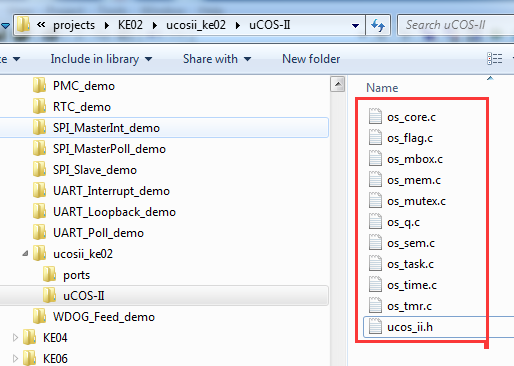 « projects ▸ KE02 ▸ ucosii_ke02 ▸ uCOS-II
Search uCOS-II
Include in library
Share with
New folder
PMC_demo
RTC_demo
SPI_MasterInt_demo
SPI_MasterPoll_demo
SPI_Slave_demo
UART_Interrupt_demo
UART_Loopback_demo
UART_Poll_demo
ucosii_ke02
ports
uCOS-II
WDOG_Feed_demo
KE04
KE06
Name
os_core.c
os_flag.c
os_mbox.c
os_mem.c
os_mutex.c
os_q.c
os_sem.c
os_task.c
os_time.c
os_tmr.c
ucos_ii.h